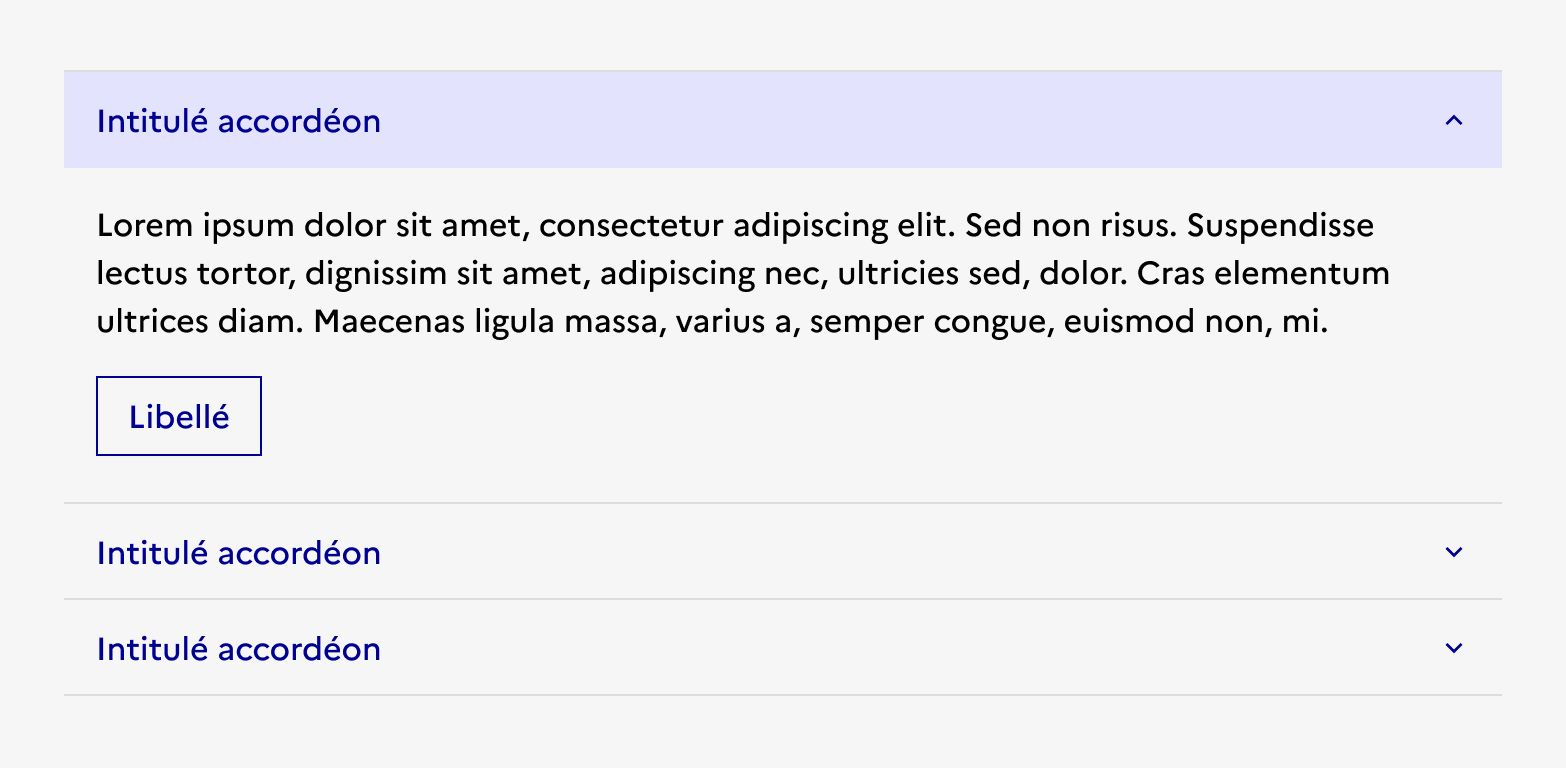 Intitulé accordéon
Lorem ipsum dolor sit amet, consectetur adipiscing elit. Sed non risus. Suspendisse
lectus tortor, dignissim sit amet, adipiscing nec, ultricies sed, dolor. Cras elementum
ultrices diam. Maecenas ligula massa, varius a, semper congue, euismod non, mi.
Libellé
Intitulé accordéon
Intitulé accordéon